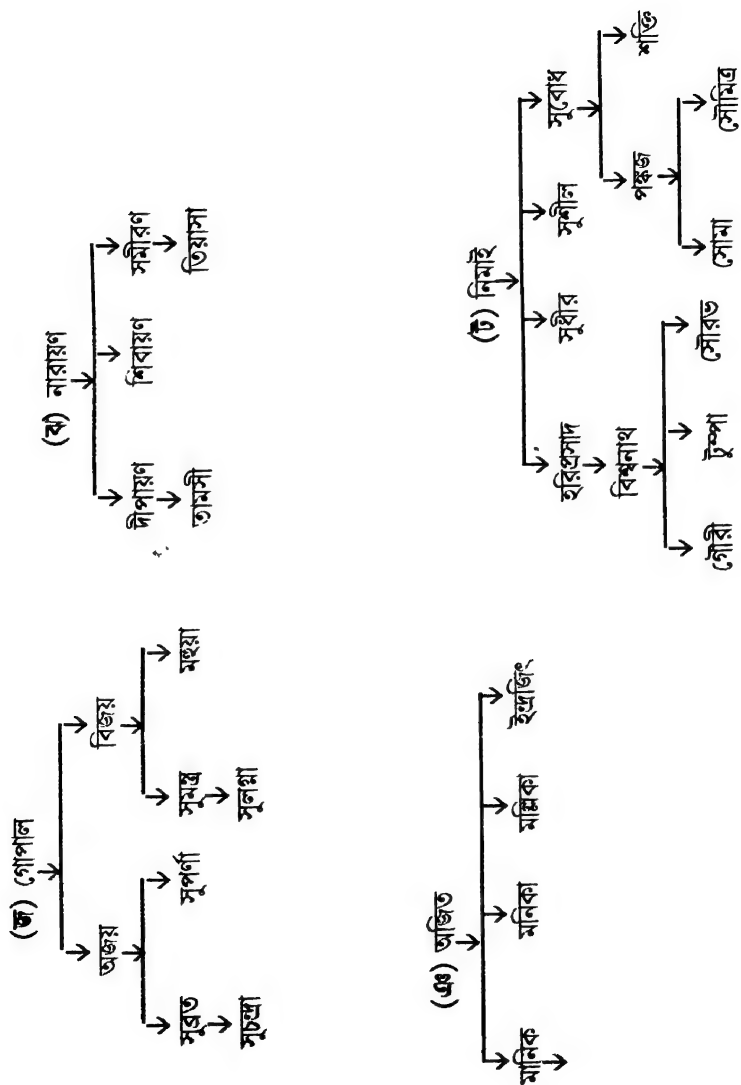 (জ) গোপাল
অজয় বিজয়
সুব্রত সুপর্ণা সুমন্ত্র মহুয়া
সুচন্দ্রা সুলগ্না
(ঝ) নারায়ণ
দীপায়ণ শিবায়ণ সমীরণ
তামসী তিয়াসা
(ঞ) অজিত
মানিক মনিকা মল্লিকা ইন্দ্রজিৎ
(ট) নিমাই
হরিপ্রসাদ সুধীর সুশীল সুবোধ
বিশ্বনাথ পঙ্কজ শক্তি
গৌরী টুম্পা সৌরভ সোমা সৌমিত্র